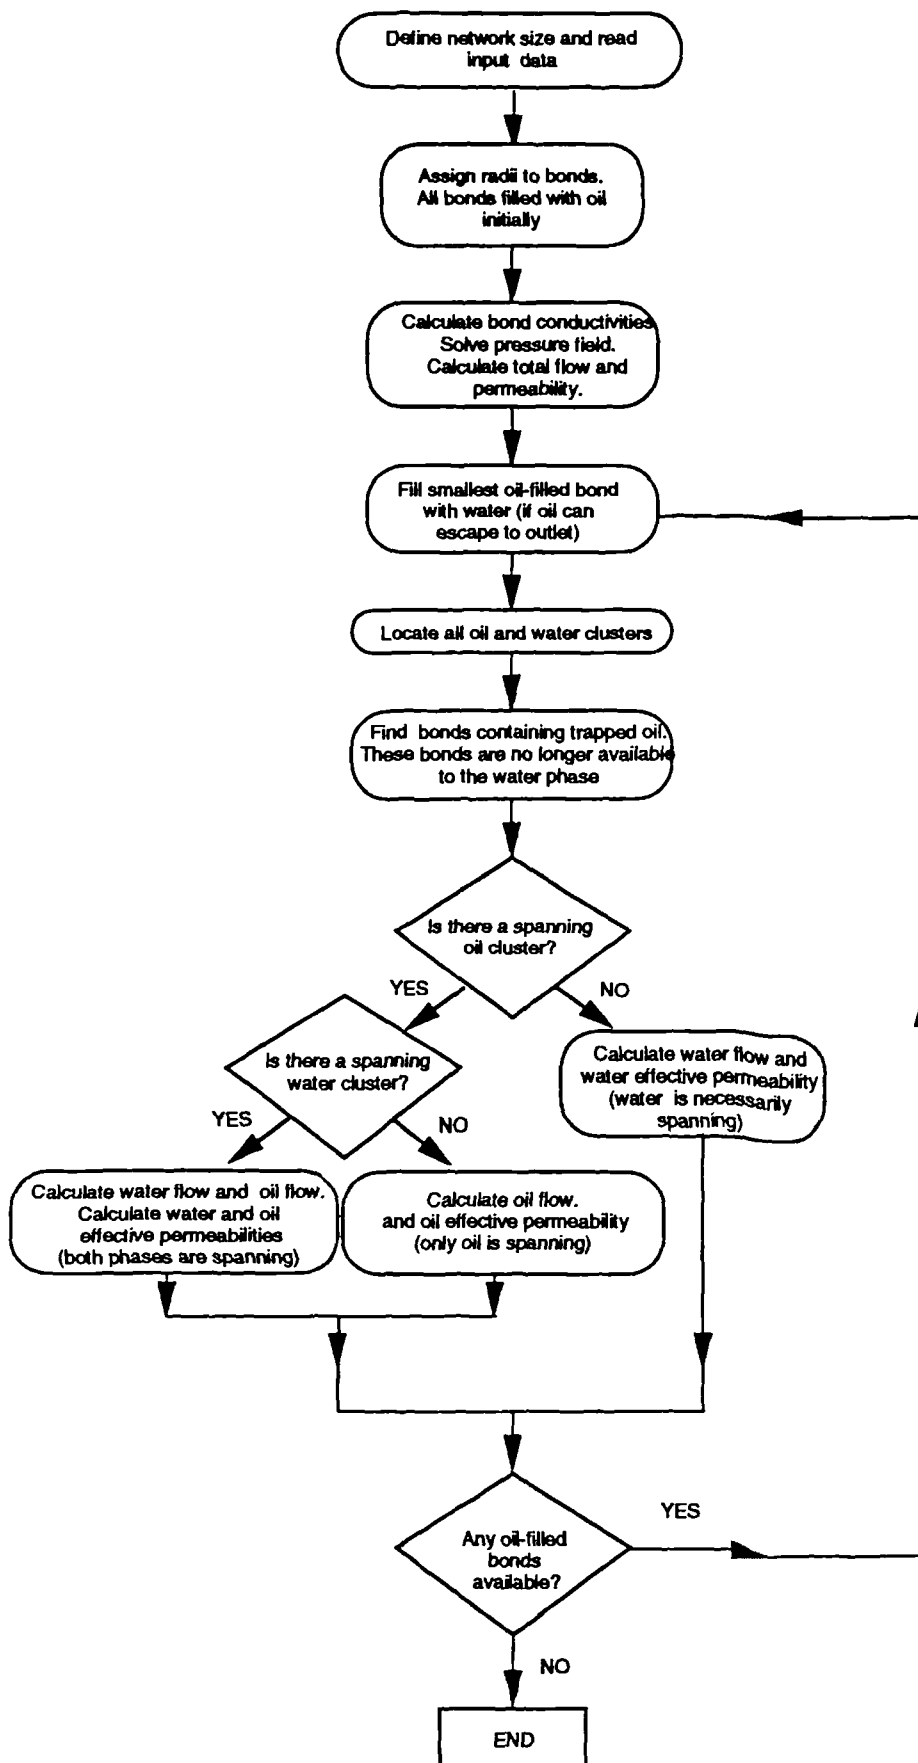 Define network size and read
input data
Assign radii to bonds.
All bonds filled with oil
initially
Calculate bond conductivities.
Solve pressure field.
Calculate total flow and
permeability.
Fill smallest oil-filled bond
with water (if oil can
escape to outlet)
Locate all oil and water clusters
Find bonds containing trapped oil.
These bonds are no longer available
to the water phase
Is there a spanning
oil cluster?
YES
NO
Is there a spanning
water cluster?
Calculate water flow and
water effective permeability
(water is necessarily
spanning)
YES
NO
Calculate water flow and oil flow.
Calculate water and oil
effective permeabilities
(both phases are spanning)
Calculate oil flow.
and oil effective permeability
(only oil is spanning)
Any oil-filled
bonds
available?
YES
NO
END